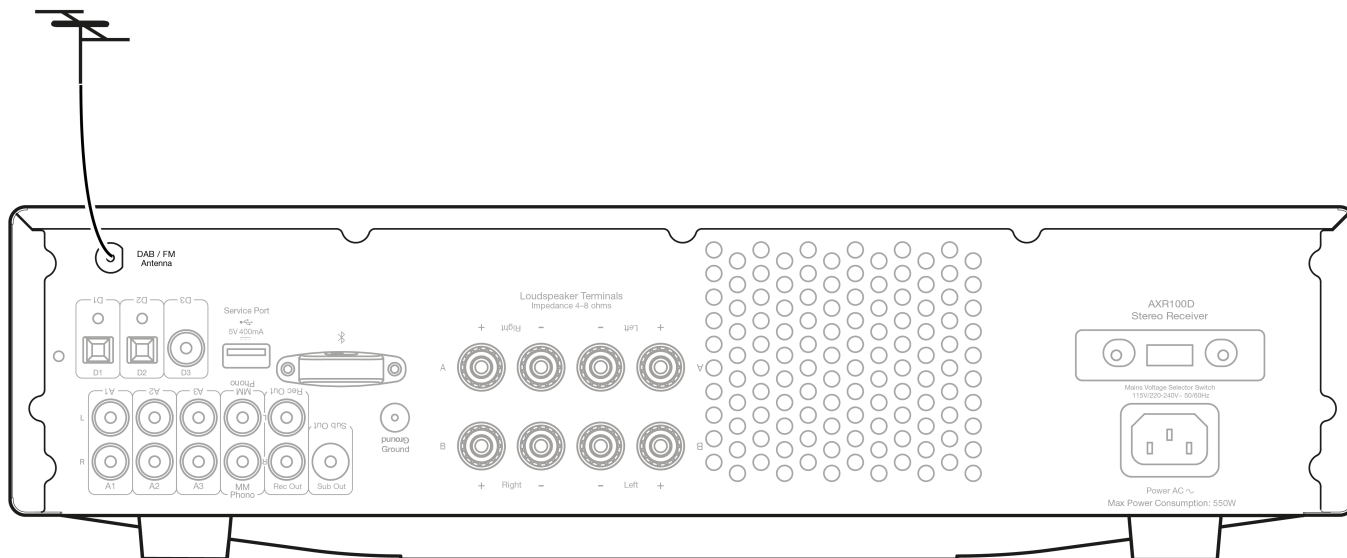 DAB / FM
Antenna
D1
D2
D3
D1
D2
D3
Service Port
5V 400mA
Phono
MM
A1
A2
A3
Rec Out
Sub Out
L
R
L
R
A1
A2
A3
MM
Phono
Rec Out
Sub Out
Ground
Ground
Loudspeaker Terminals
Impedance 4–8 ohms
+ Right – – Left +
A
A
B
B
+ Right – – Left +
AXR100D
Stereo Receiver
Mains Voltage Selector Switch
115V/220-240V~ 50/60Hz
Power AC ~
Max Power Consumption: 550W